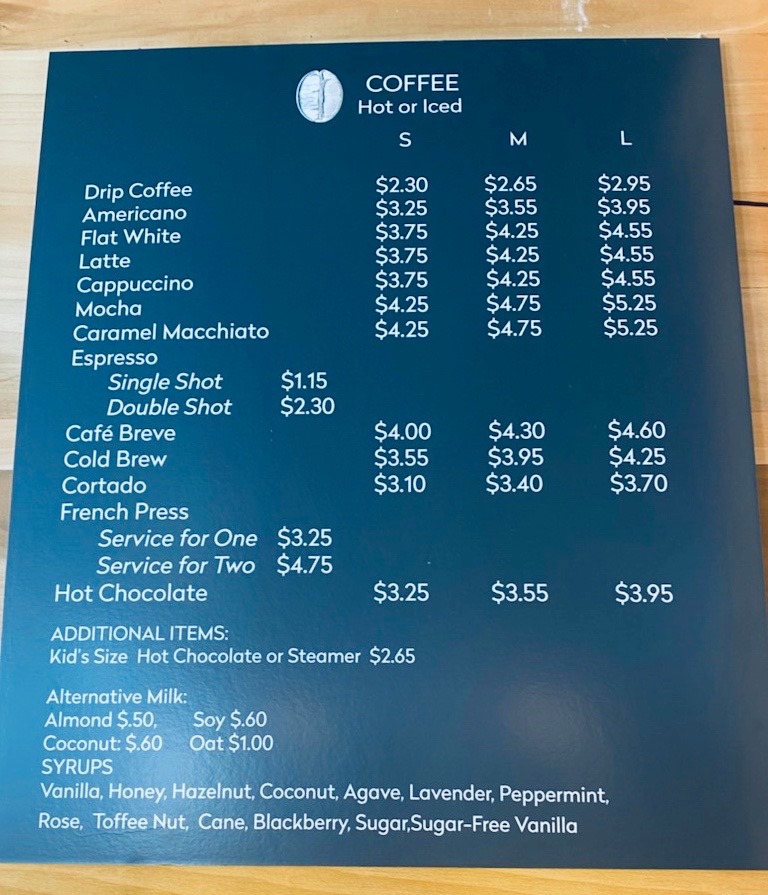 COFFEE
Hot or Iced
S M L
Drip Coffee $2.30 $2.65 $2.95
Americano $3.25 $3.55 $3.95
Flat White $3.75 $4.25 $4.55
Latte $3.75 $4.25 $4.55
Cappuccino $3.75 $4.25 $4.55
Mocha $4.25 $4.75 $5.25
Caramel Macchiato $4.25 $4.75 $5.25
Espresso
Single Shot $1.15
Double Shot $2.30
Café Breve $4.00 $4.30 $4.60
Cold Brew $3.55 $3.95 $4.25
Cortado $3.10 $3.40 $3.70
French Press
Service for One $3.25
Service for Two $4.75
Hot Chocolate $3.25 $3.55 $3.95
ADDITIONAL ITEMS:
Kid's Size Hot Chocolate or Steamer $2.65
Alternative Milk:
Almond $.50, Soy $.60
Coconut: $.60 Oat $1.00
SYRUPS
Vanilla, Honey, Hazelnut, Coconut, Agave, Lavender, Peppermint,
Rose, Toffee Nut, Cane, Blackberry, Sugar,Sugar-Free Vanilla